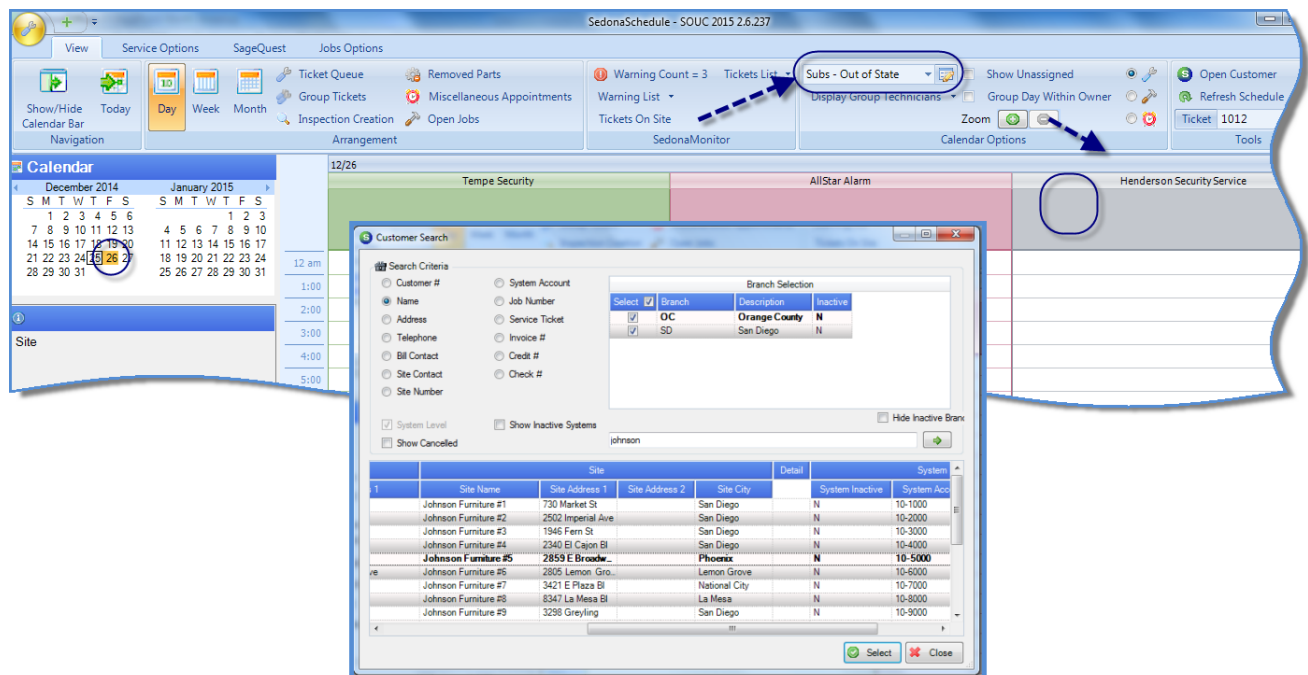 SedonaSchedule - SOUC 2015 2.6.237
View Service Options SageQuest Jobs Options
Show/Hide Calendar Bar
Today
Navigation
10
Day Week Month
Ticket Queue
Group Tickets
Inspection Creation
Removed Parts
Miscellaneous Appointments
Open Jobs
Arrangement
Warning Count = 3 Tickets List
Warning List
Tickets On Site
SedonaMonitor
Subs - Out of State
Display Group Technicians
Show Unassigned
Group Day Within Owner
Zoom
Calendar Options
Open Customer
Refresh Schedule
Ticket 1012
Tools
Calendar
December 2014 January 2015
S M T W T F S S M T W T F S
1 2 3 4 5 6 1 2 3
7 8 9 10 11 12 13 4 5 6 7 8 9 10
14 15 16 17 18 19 20 11 12 13 14 15 16 17
21 22 23 24 25 26 27 18 19 20 21 22 23 24
28 29 30 31 25 26 27 28 29 30 31
Site
12/26
Tempe Security AllStar Alarm Henderson Security Service
12 am
1:00
2:00
3:00
4:00
5:00
Customer Search
Search Criteria
Customer # System Account
Name Job Number
Address Service Ticket
Telephone Invoice #
Bill Contact Credit #
Site Contact Check #
Site Number
System Level Show Inactive Systems
Show Cancelled
Branch Selection
Select Branch Description Inactive
OC Orange County N
SD San Diego N
Hide Inactive Branc
johnson
Site Detail System
1 Site Name Site Address 1 Site Address 2 Site City System Inactive System Acco
Johnson Furniture #1 730 Market St San Diego N 10-1000
Johnson Furniture #2 2502 Imperial Ave San Diego N 10-2000
Johnson Furniture #3 1946 Fern St San Diego N 10-3000
Johnson Furniture #4 2340 El Cajon Bl San Diego N 10-4000
Johnson Furniture #5 2859 E Broadw... Phoenix N 10-5000
ve Johnson Furniture #6 2805 Lemon Gro... Lemon Grove N 10-6000
Johnson Furniture #7 3421 E Plaza Bl National City N 10-7000
Johnson Furniture #8 8347 La Mesa Bl La Mesa N 10-8000
Johnson Furniture #9 3298 Greyling San Diego N 10-9000
Select Close